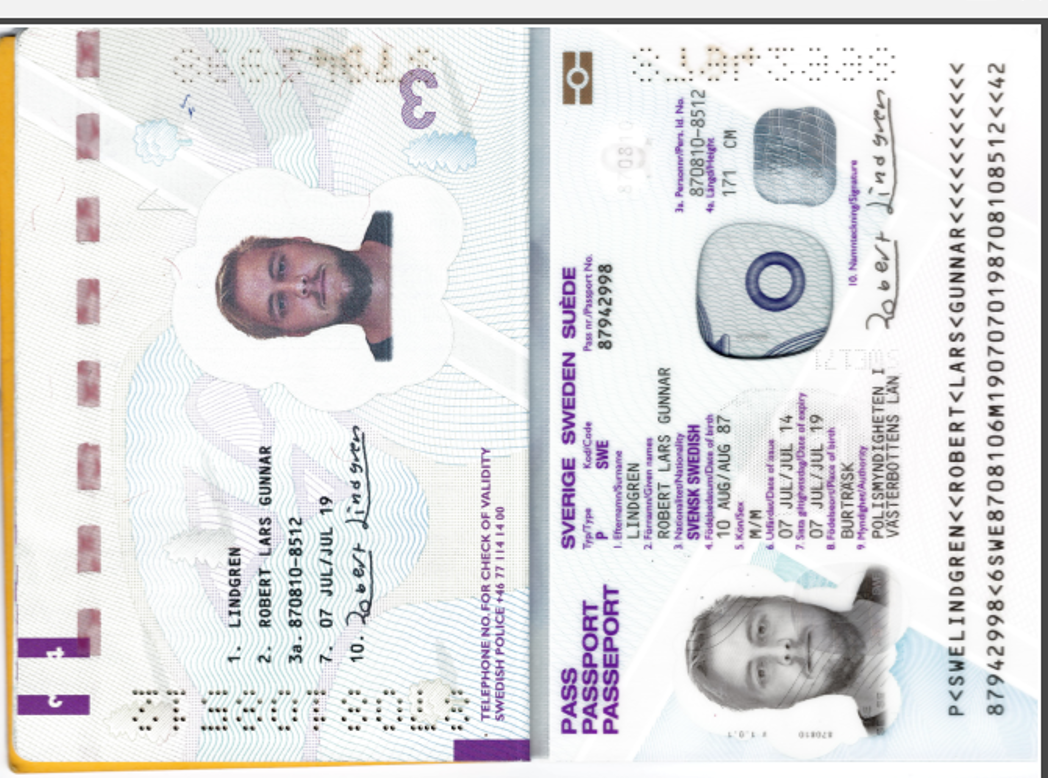 3
1. LINDGREN
2. ROBERT LARS GUNNAR
3a. 870810-8512
7. 07 JUL/JUL 19
10. Robert Lindgren
TELEPHONE NO. FOR CHECK OF VALIDITY
SWEDISH POLICE +46 77 114 14 00
PASS
PASSPORT
PASSEPORT
SVERIGE SWEDEN SUÈDE
Typ/Type Kod/Code Pass nr./Passport No.
P SWE 87942998
1. Efternamn/Surname
LINDGREN
2. Förnamn/Given names
ROBERT LARS GUNNAR
3. Nationalitet/Nationality
SVENSK SWEDISH
3a. Personnr/Pers. Id. No.
870810-8512
4. Födelsedatum/Date of birth
10 AUG/AUG 87
4a. Längd/Height
171 CM
5. Kön/Sex
M/M
6. Utfärdat/Date of issue
07 JUL/JUL 14
7. Sista giltighetsdag/Date of expiry
07 JUL/JUL 19
8. Födelseort/Place of birth
BURTRÄSK
9. Myndighet/Authority
POLISMYNDIGHETEN I
VÄSTERBOTTENS LÄN
10. Namnteckning/Signature
Robert Lindgren
870810
P<SWELINDGREN<<ROBERT<LARS<GUNNAR<<<<<<<<<<<
87942998<6SWE8708106M1907070198708108512<<42